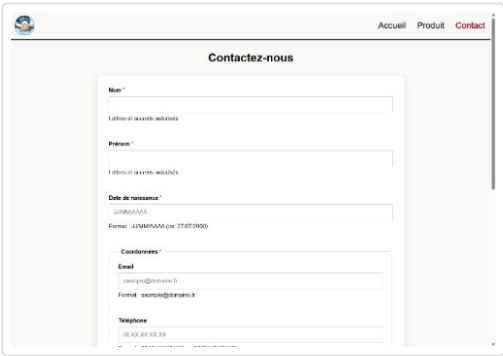 Accueil Produit Contact
Contactez-nous
Nom *
Lettres et accents autorisés
Prénom *
Lettres et accents autorisés
Date de naissance *
JJ/MM/AAAA
Format : JJ/MM/AAAA (ex. 27/07/2000)
Coordonnées *
Email
exemple@domaine.fr
Format : exemple@domaine.fr
Téléphone
06 XX XX XX XX